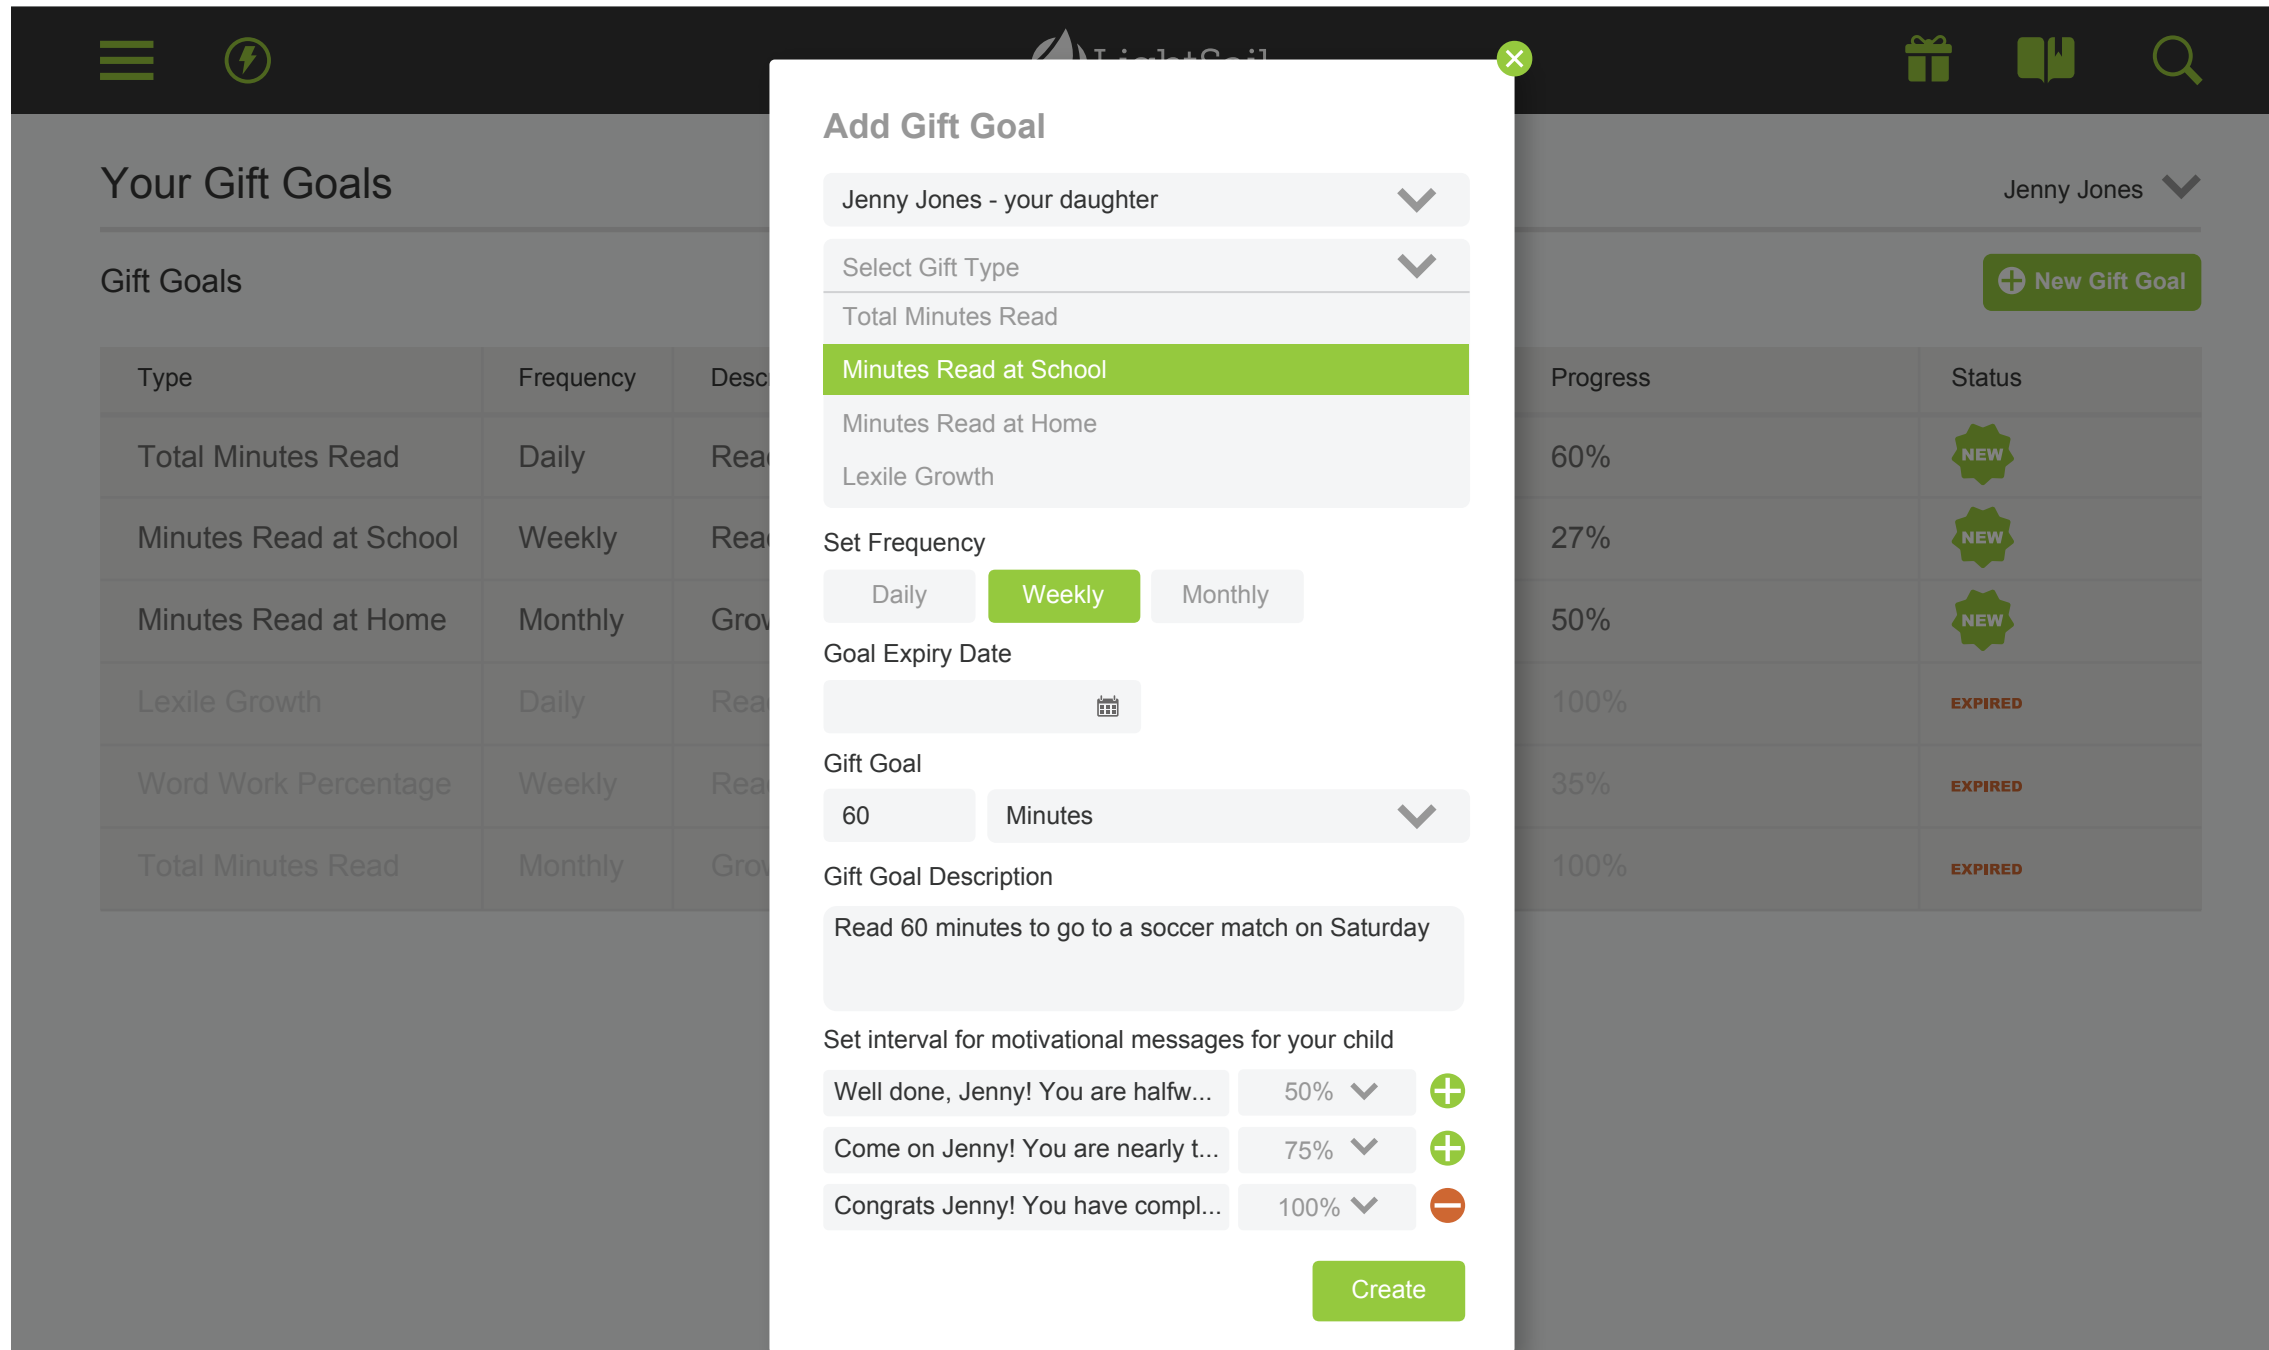 LightSail
Your Gift Goals
Jenny Jones
Gift Goals
New Gift Goal
Type Frequency Progress Status
Total Minutes Read Daily 60% NEW
Minutes Read at School Weekly 27% NEW
Minutes Read at Home Monthly 50% NEW
Lexile Growth Daily 100% EXPIRED
Word Work Percentage Weekly 35% EXPIRED
Total Minutes Read Monthly 100% EXPIRED
Add Gift Goal
Jenny Jones - your daughter
Select Gift Type
Total Minutes Read
Minutes Read at School
Minutes Read at Home
Lexile Growth
Set Frequency
Daily Weekly Monthly
Goal Expiry Date
Gift Goal
60 Minutes
Gift Goal Description
Read 60 minutes to go to a soccer match on Saturday
Set interval for motivational messages for your child
Well done, Jenny! You are halfw... 50%
Come on Jenny! You are nearly t... 75%
Congrats Jenny! You have compl... 100%
Create